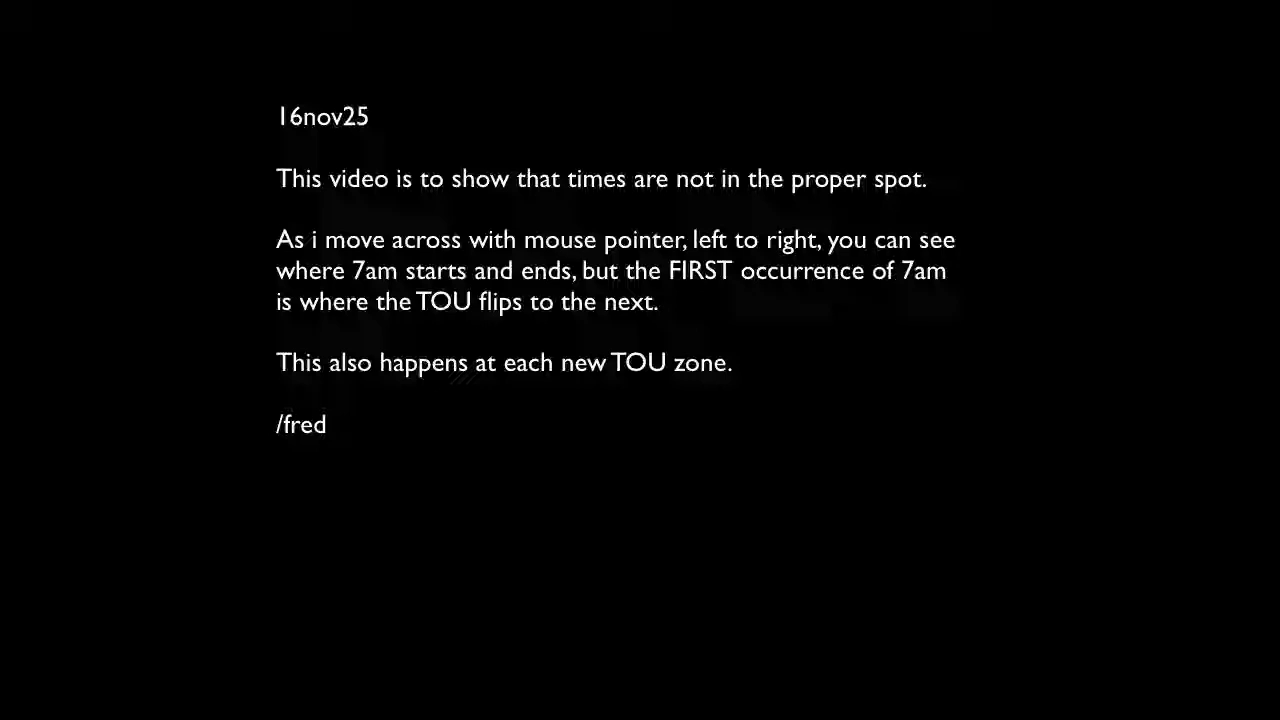 16nov25
This video is to show that times are not in the proper spot.
As i move across with mouse pointer, left to right, you can see
where 7am starts and ends, but the FIRST occurrence of 7am
is where the TOU flips to the next.
This also happens at each new TOU zone.
/fred